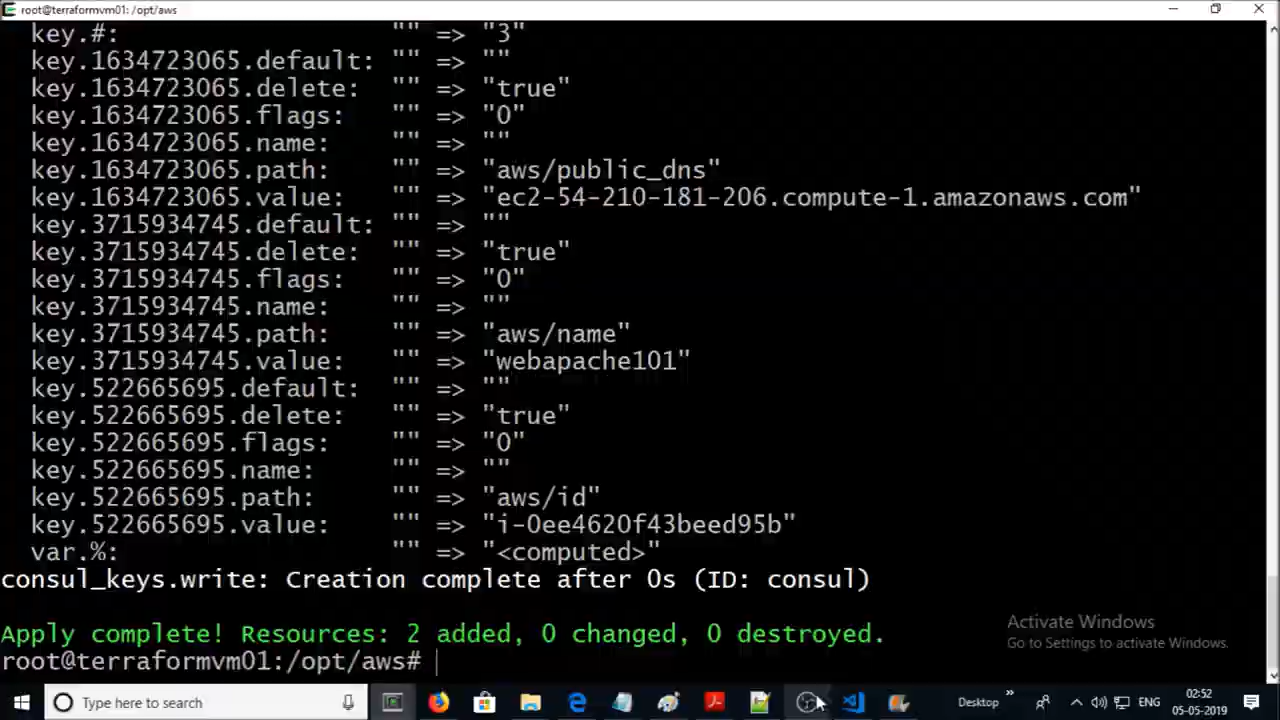 root@terraformvm01: /opt/aws
key.#: "" => "3"
key.1634723065.default: "" => ""
key.1634723065.delete: "" => "true"
key.1634723065.flags: "" => "0"
key.1634723065.name: "" => ""
key.1634723065.path: "" => "aws/public_dns"
key.1634723065.value: "" => "ec2-54-210-181-206.compute-1.amazonaws.com"
key.3715934745.default: "" => ""
key.3715934745.delete: "" => "true"
key.3715934745.flags: "" => "0"
key.3715934745.name: "" => ""
key.3715934745.path: "" => "aws/name"
key.3715934745.value: "" => "webapache101"
key.522665695.default: "" => ""
key.522665695.delete: "" => "true"
key.522665695.flags: "" => "0"
key.522665695.name: "" => ""
key.522665695.path: "" => "aws/id"
key.522665695.value: "" => "i-0ee4620f43beed95b"
var.%: "" => "<computed>"
consul_keys.write: Creation complete after 0s (ID: consul)
Apply complete! Resources: 2 added, 0 changed, 0 destroyed.
root@terraformvm01:/opt/aws#
Activate Windows
Go to Settings to activate Windows.
Type here to search
Desktop
ENG
02:52
05-05-2019